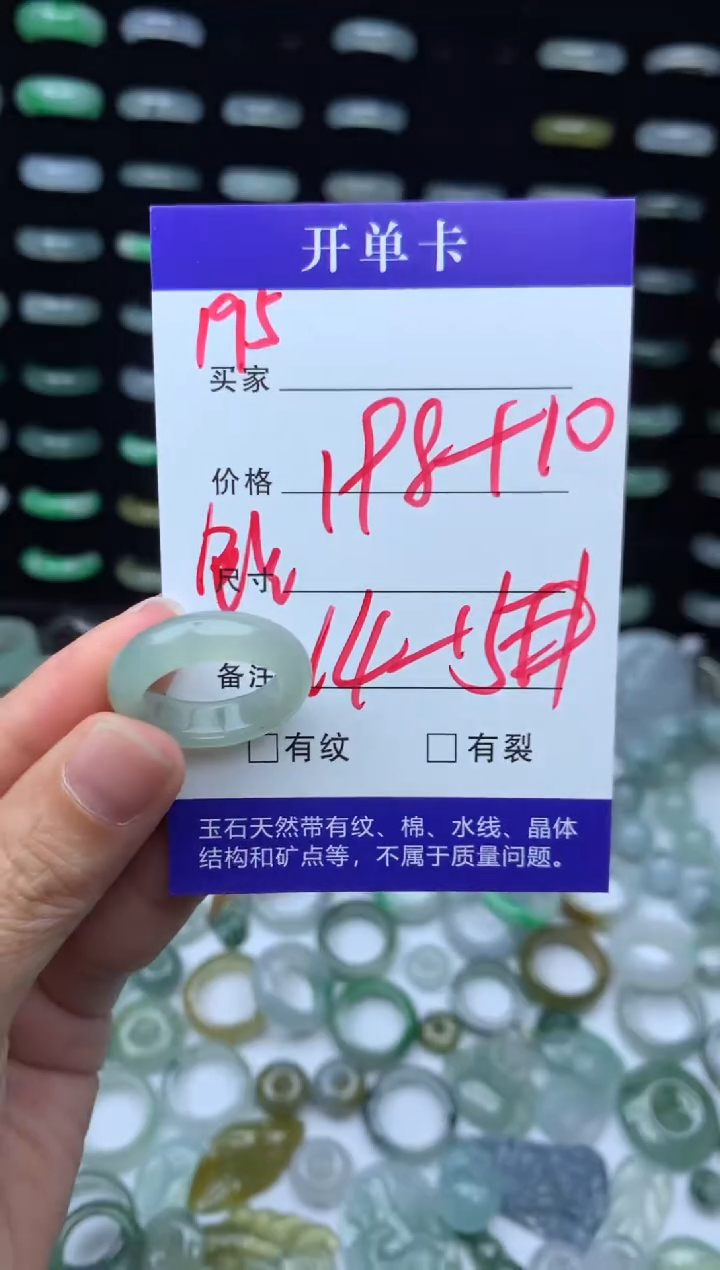 开单卡
195
买家
198+10
价格
尺寸
14+5
备注
□有纹 □有裂
玉石天然带有纹、棉、水线、晶体
结构和矿点等，不属于质量问题。